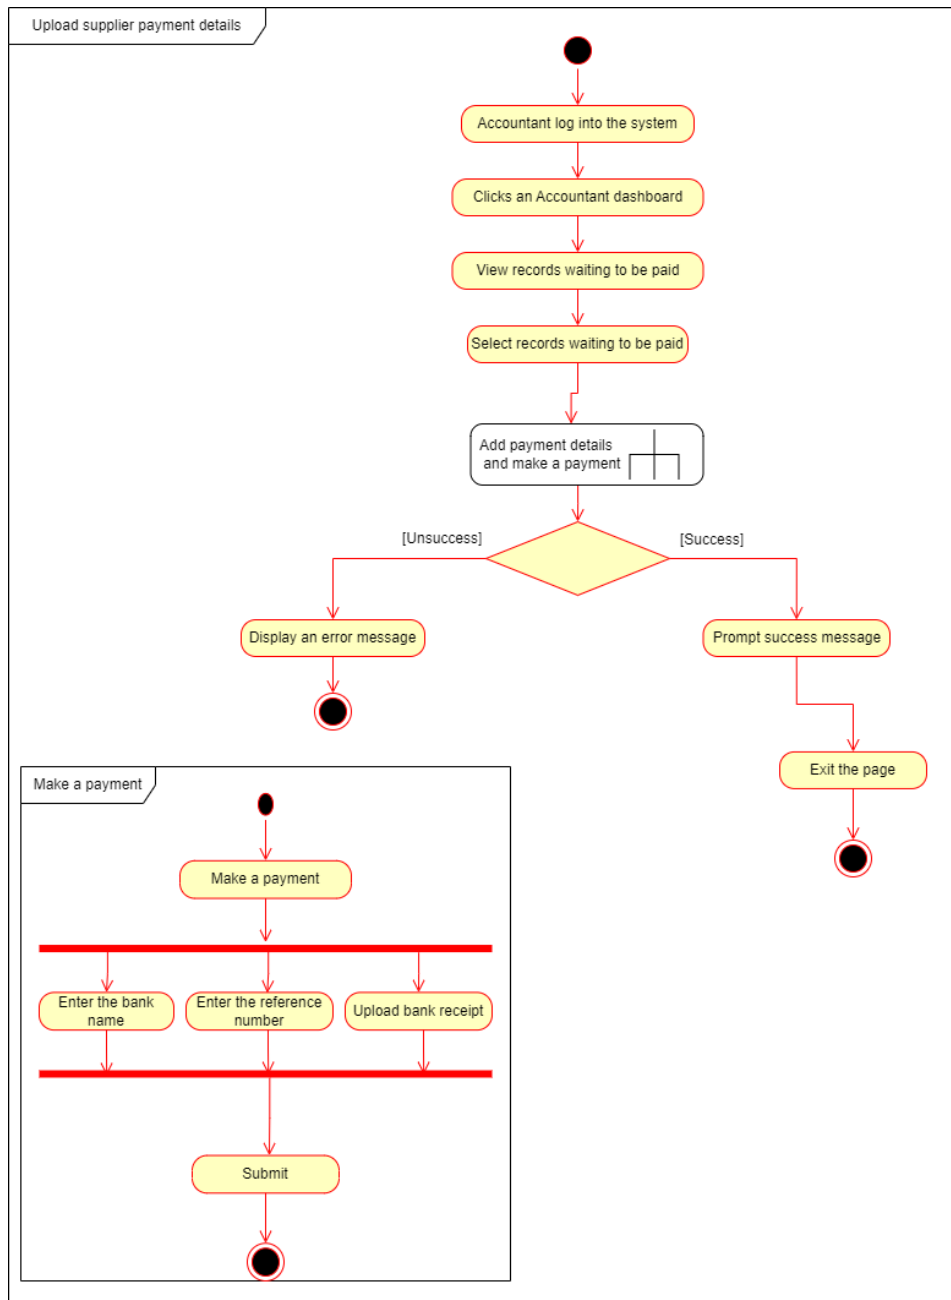 Upload supplier payment details
Accountant log into the system
Clicks an Accountant dashboard
View records waiting to be paid
Select records waiting to be paid
Add payment details
and make a payment
[Unsuccess]
[Success]
Display an error message
Prompt success message
Exit the page
Make a payment
Make a payment
Enter the bank
name
Enter the reference
number
Upload bank receipt
Submit